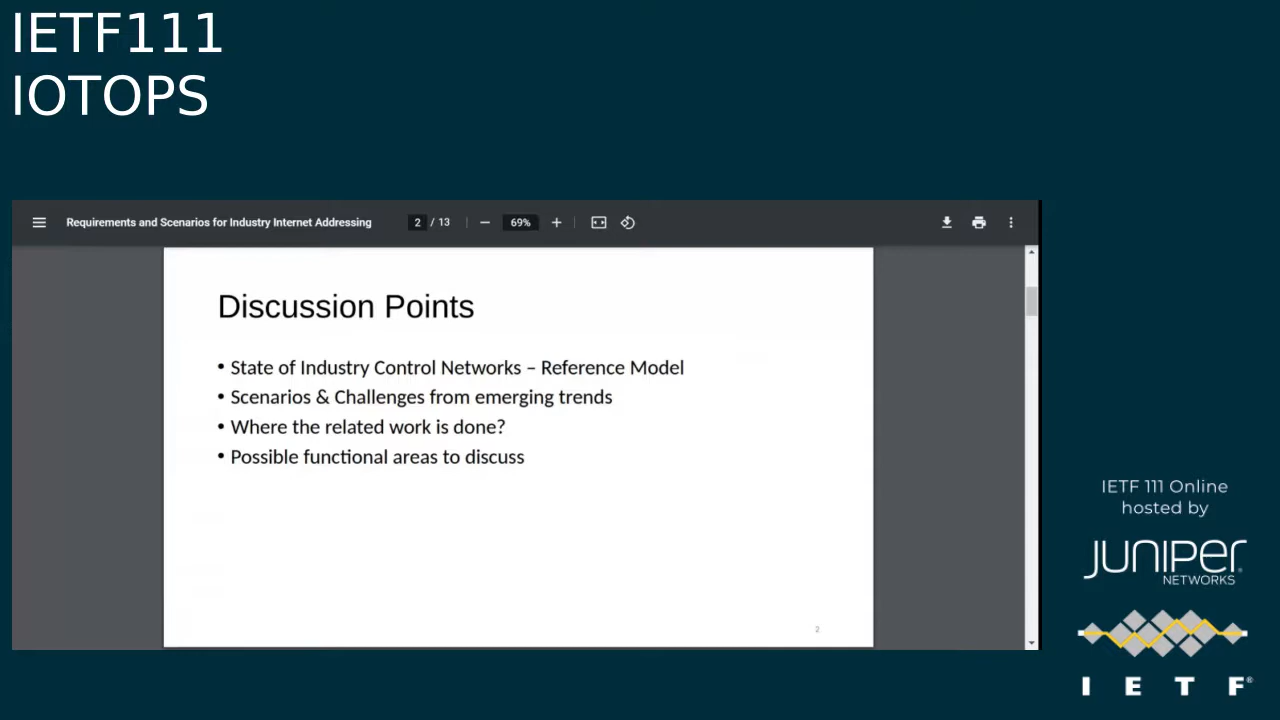 IETF111
IOTOPS
Requirements and Scenarios for Industry Internet Addressing 2 / 13 69%
Discussion Points
• State of Industry Control Networks – Reference Model
• Scenarios & Challenges from emerging trends
• Where the related work is done?
• Possible functional areas to discuss
2
IETF 111 Online
hosted by
JUNIPER
NETWORKS
I E T F®